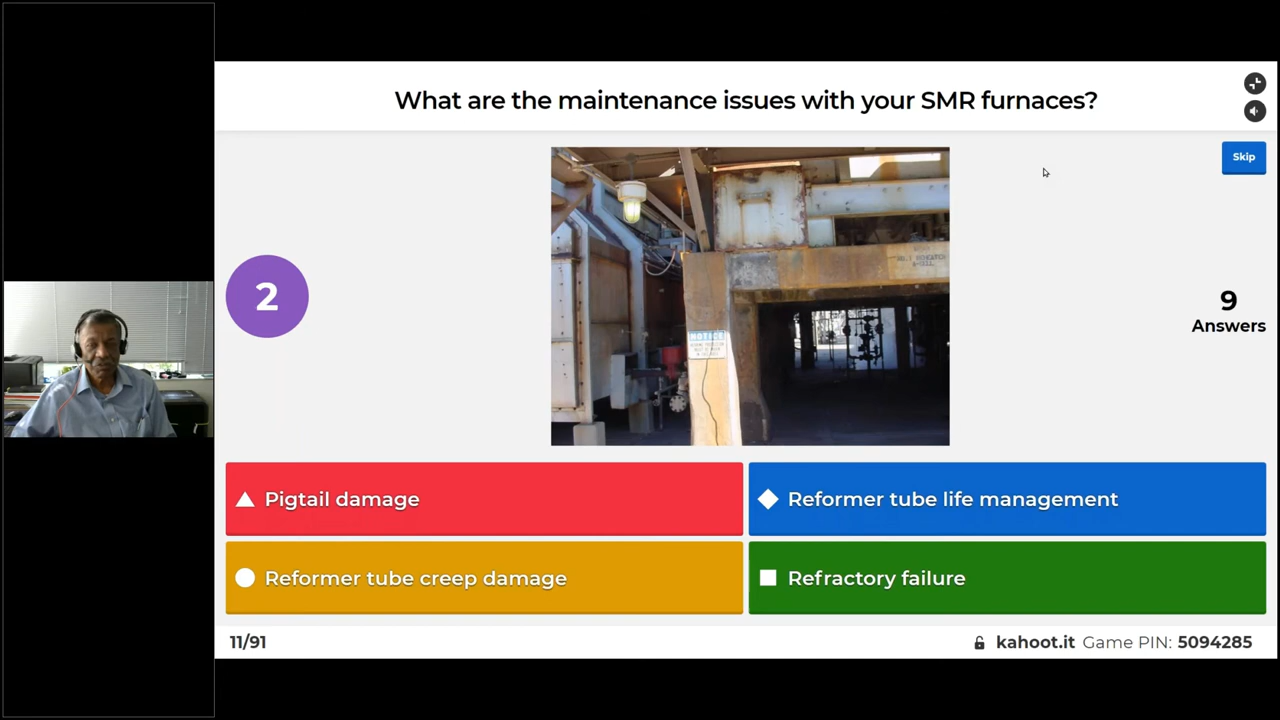 What are the maintenance issues with your SMR furnaces?
Skip
2
NOTICE
9
Answers
Pigtail damage
Reformer tube life management
Reformer tube creep damage
Refractory failure
11/91
kahoot.it Game PIN: 5094285